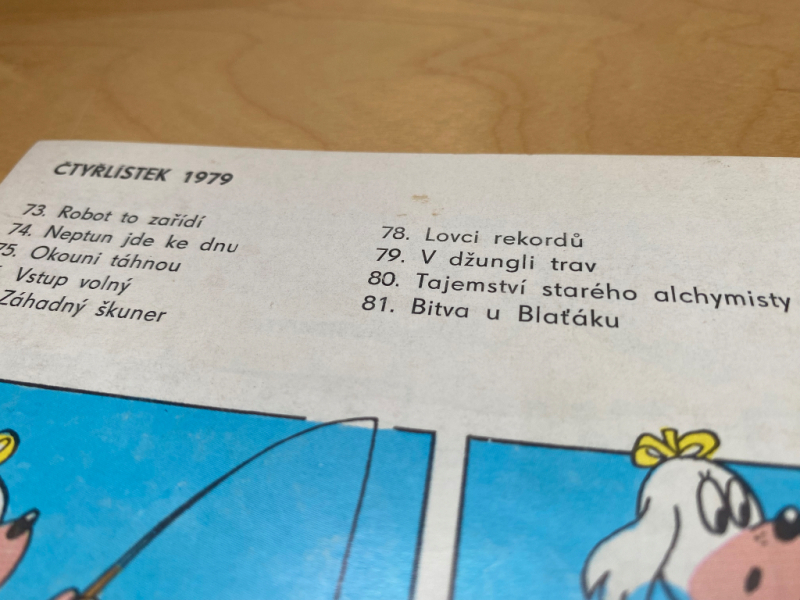 ČTYŘLÍSTEK 1979
73. Robot to zařídí
74. Neptun jde ke dnu
75. Okouni táhnou
Vstup volný
Záhadný škuner
78. Lovci rekordů
79. V džungli trav
80. Tajemství starého alchymisty
81. Bitva u Blaťáku